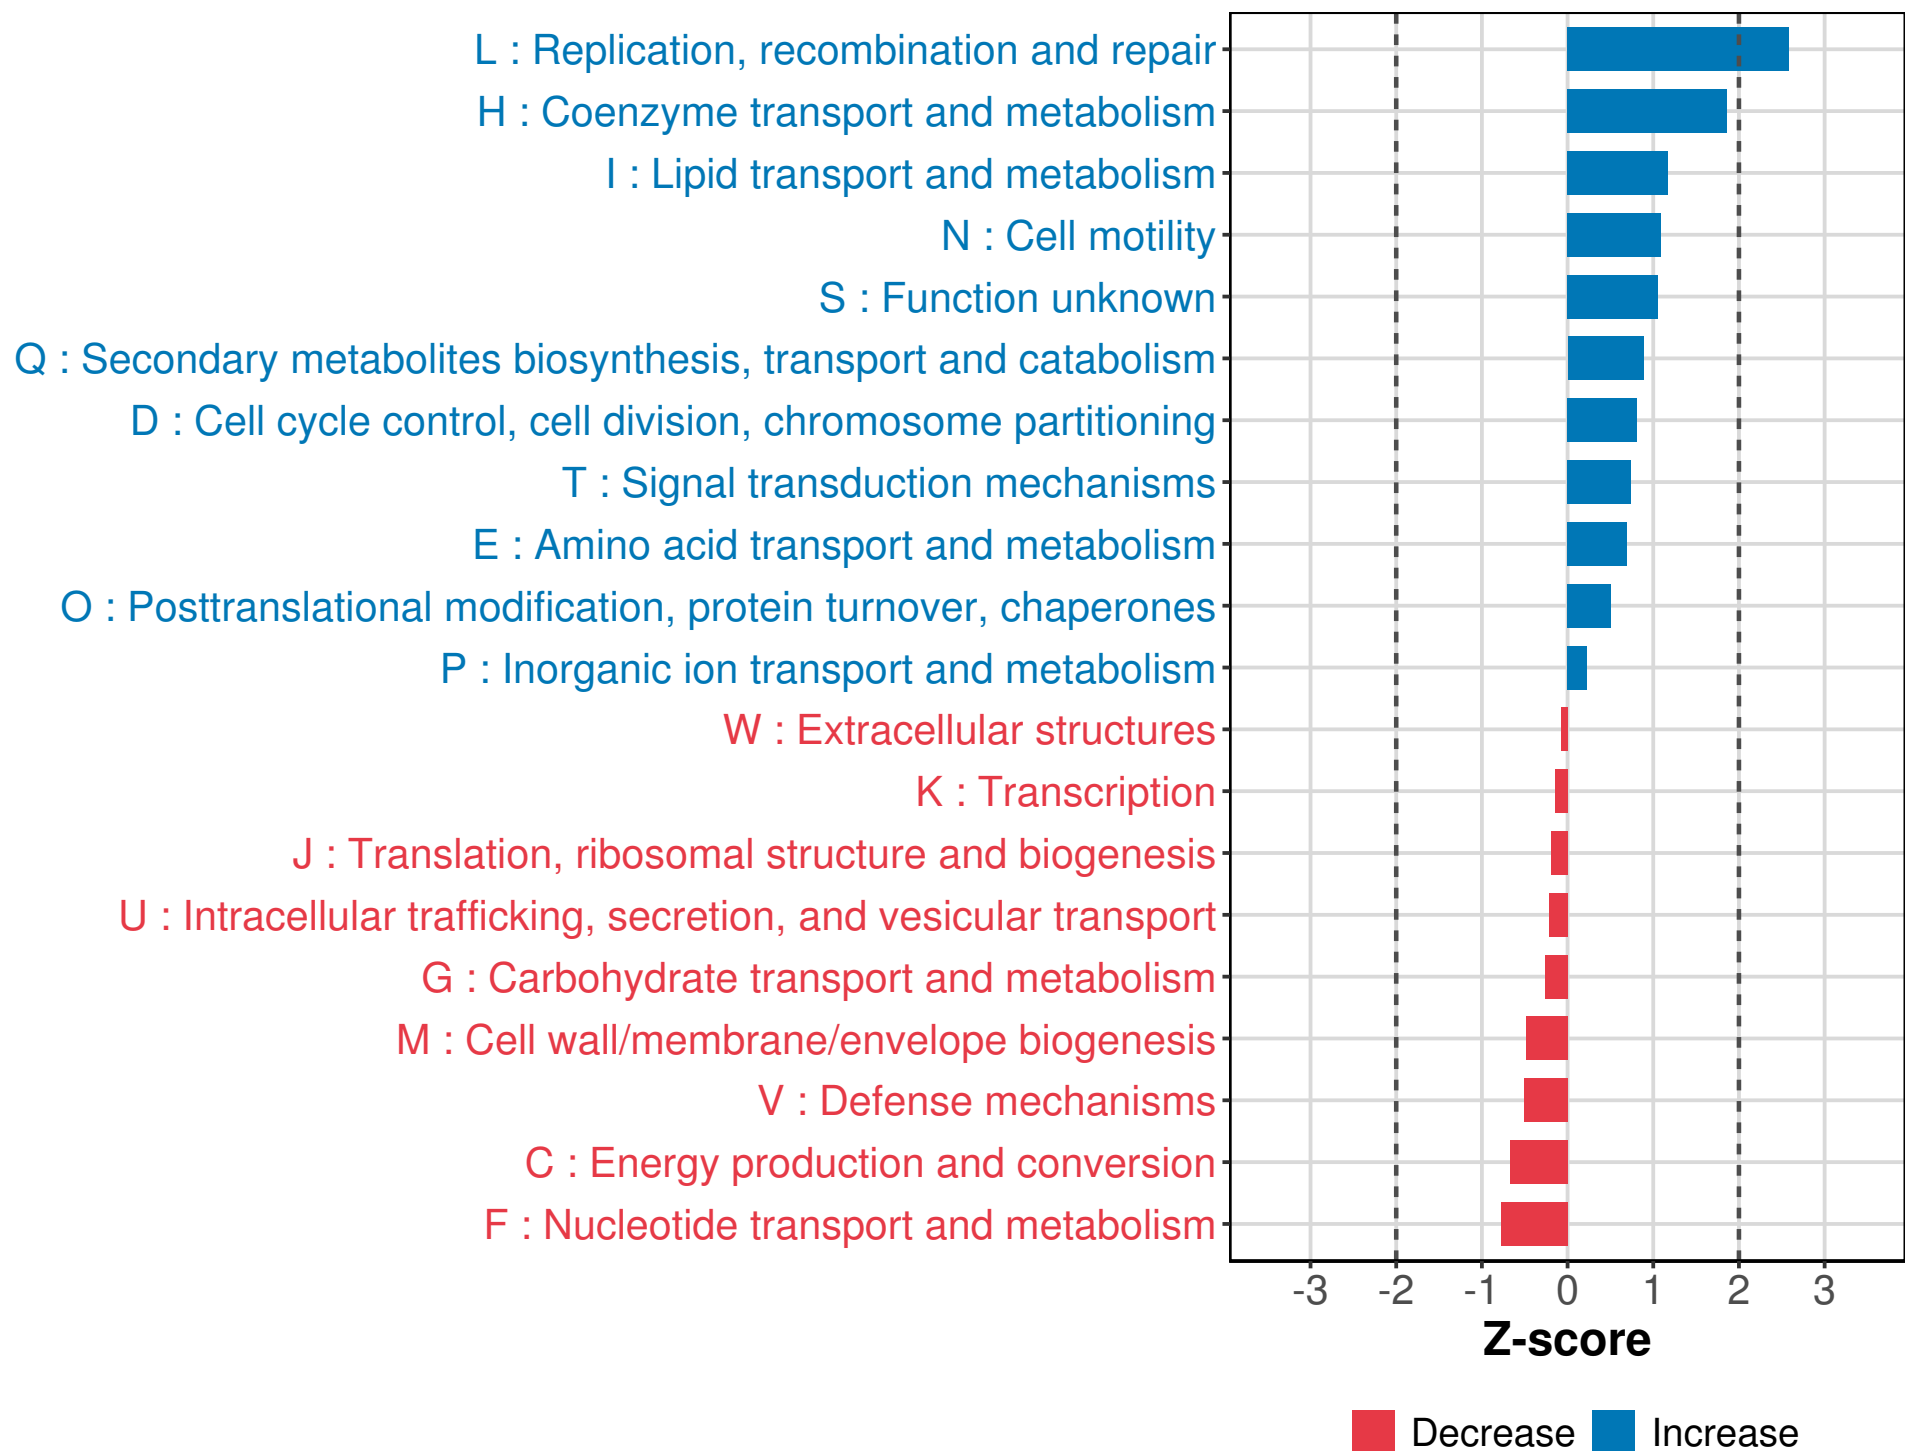 L : Replication, recombination and repair
H : Coenzyme transport and metabolism
I : Lipid transport and metabolism
N : Cell motility
S : Function unknown
Q : Secondary metabolites biosynthesis, transport and catabolism
D : Cell cycle control, cell division, chromosome partitioning
T : Signal transduction mechanisms
E : Amino acid transport and metabolism
O : Posttranslational modification, protein turnover, chaperones
P : Inorganic ion transport and metabolism
W : Extracellular structures
K : Transcription
J : Translation, ribosomal structure and biogenesis
U : Intracellular trafficking, secretion, and vesicular transport
G : Carbohydrate transport and metabolism
M : Cell wall/membrane/envelope biogenesis
V : Defense mechanisms
C : Energy production and conversion
F : Nucleotide transport and metabolism
-3 -2 -1 0 1 2 3
Z-score
Decrease Increase